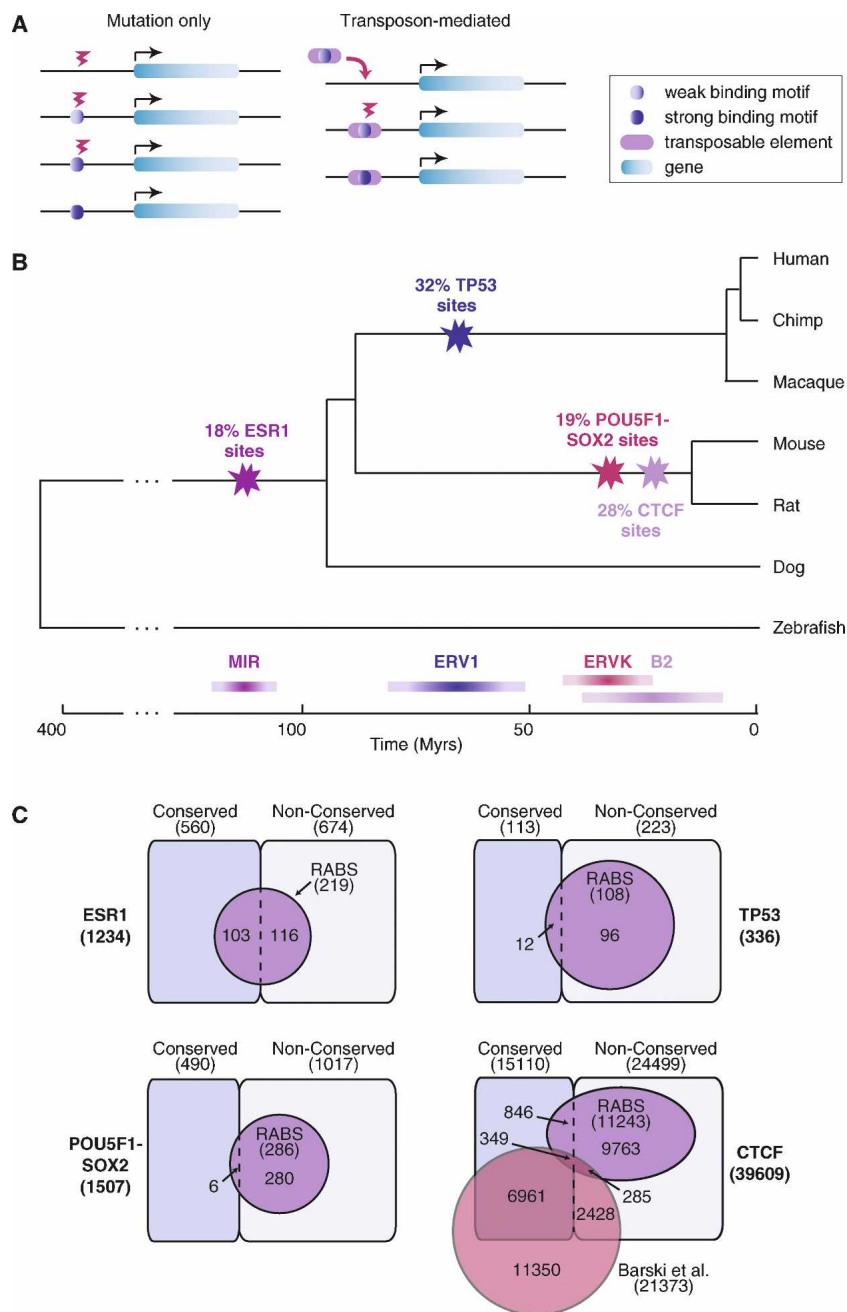 A
Mutation only
Transposon-mediated
weak binding motif
strong binding motif
transposable element
gene
B
Human
Chimp
Macaque
Mouse
Rat
Dog
Zebrafish
32% TP53
sites
18% ESR1
sites
19% POU5F1-
SOX2 sites
28% CTCF
sites
MIR
ERV1
ERVK
B2
400
...
100
50
0
Time (Myrs)
C
Conserved
(560)
Non-Conserved
(674)
RABS
(219)
ESR1
(1234)
103
116
Conserved
(113)
Non-Conserved
(223)
RABS
(108)
TP53
(336)
12
96
Conserved
(490)
Non-Conserved
(1017)
RABS
(286)
POU5F1-
SOX2
(1507)
6
280
Conserved
(15110)
Non-Conserved
(24499)
RABS
(11243)
846
349
9763
CTCF
(39609)
6961
285
2428
11350
Barski et al.
(21373)